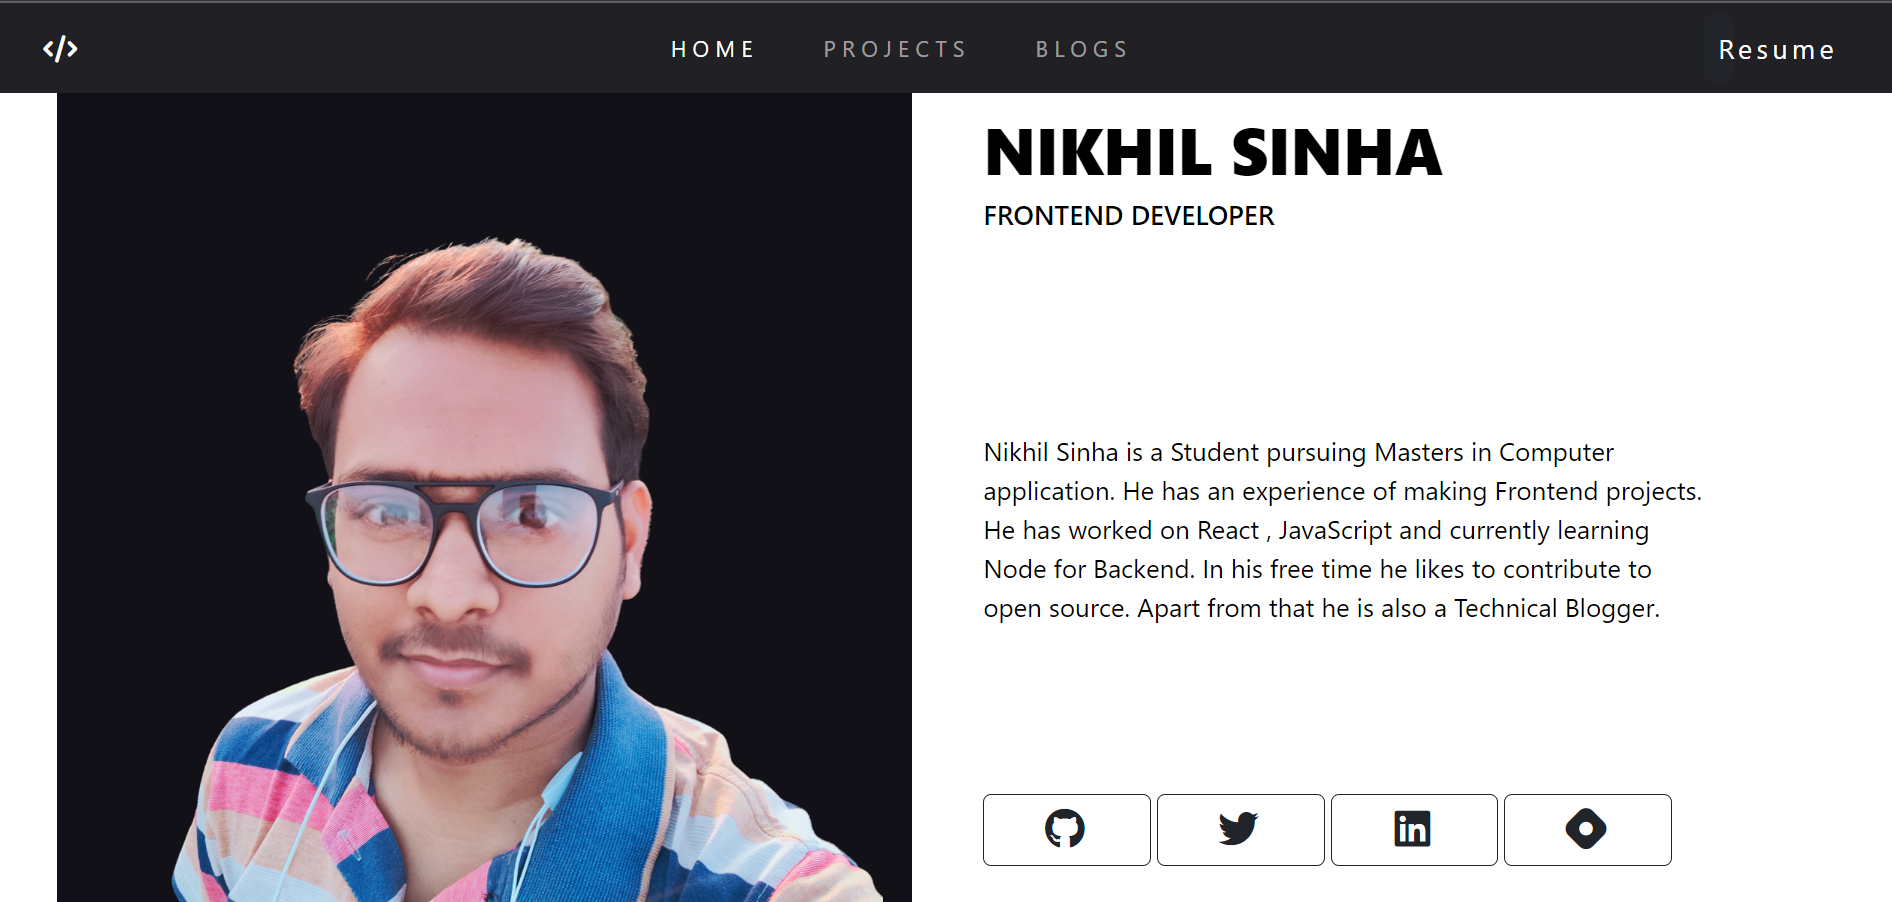 </> HOME PROJECTS BLOGS Resume
NIKHIL SINHA
FRONTEND DEVELOPER
Nikhil Sinha is a Student pursuing Masters in Computer
application. He has an experience of making Frontend projects.
He has worked on React , JavaScript and currently learning
Node for Backend. In his free time he likes to contribute to
open source. Apart from that he is also a Technical Blogger.
in